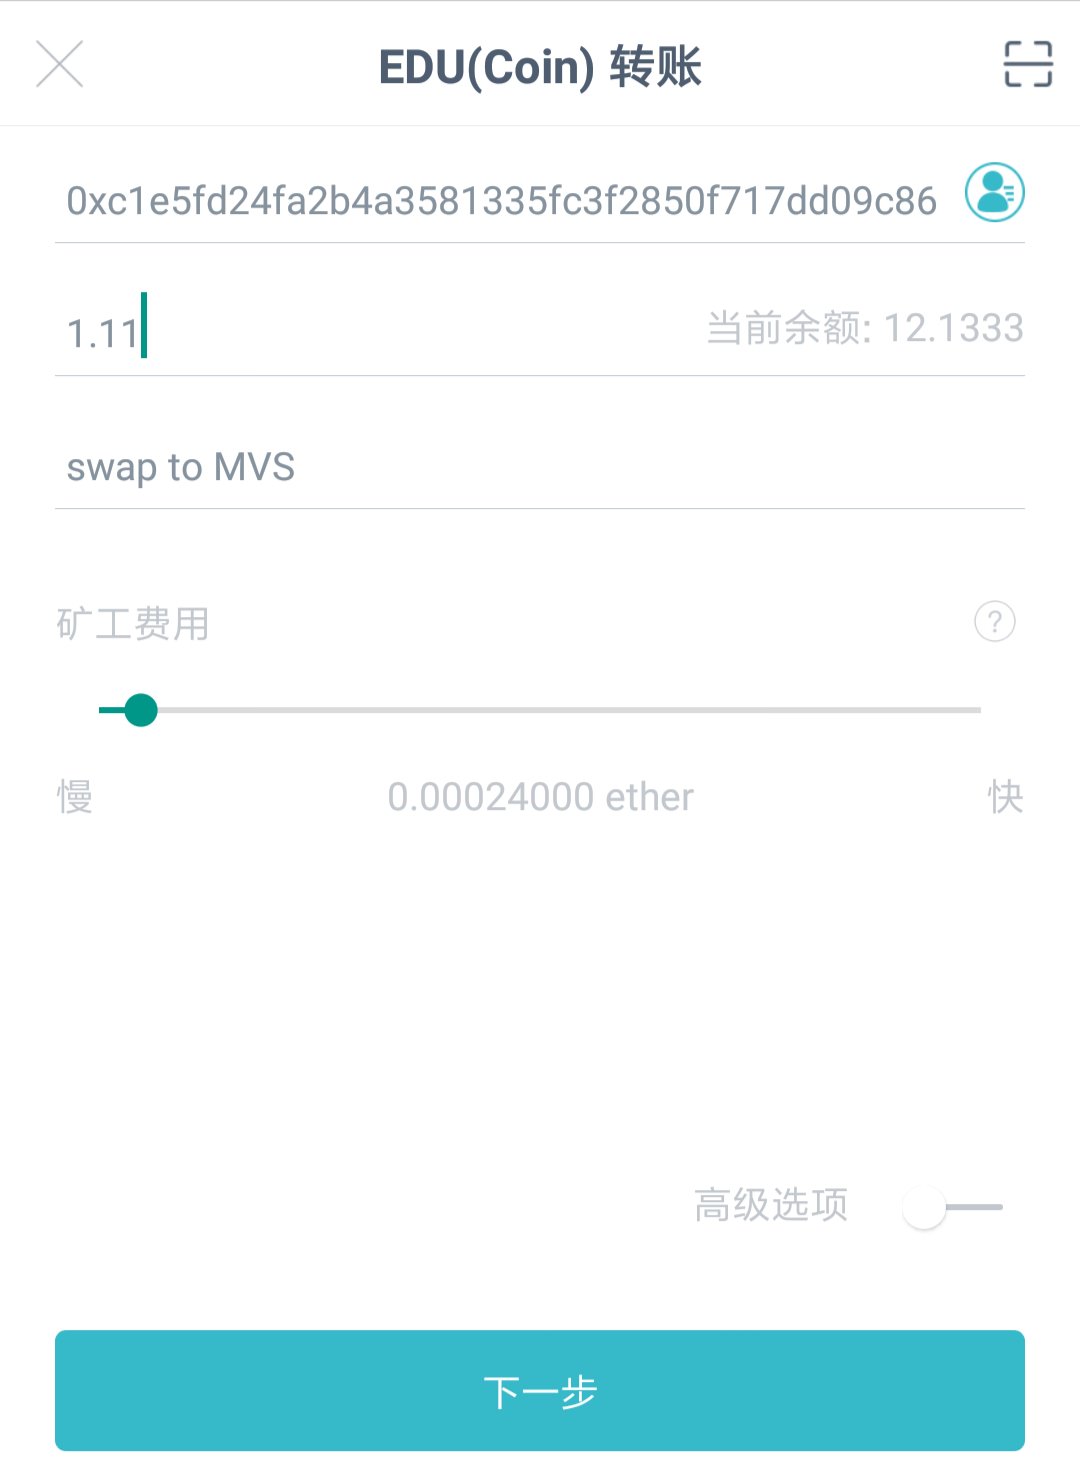 EDU(Coin) 转账
0xc1e5fd24fa2b4a3581335fc3f2850f717dd09c86
1.11
当前余额: 12.1333
swap to MVS
矿工费用
?
慢
0.00024000 ether
快
高级选项
下一步